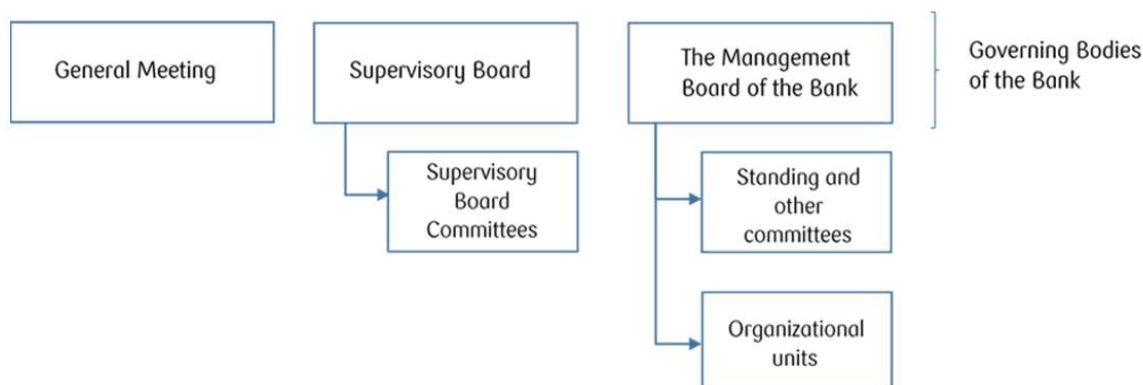 General Meeting
Supervisory Board
The Management
Board of the Bank
Governing Bodies
of the Bank
Supervisory
Board
Committees
Standing and
other
committees
Organizational
units